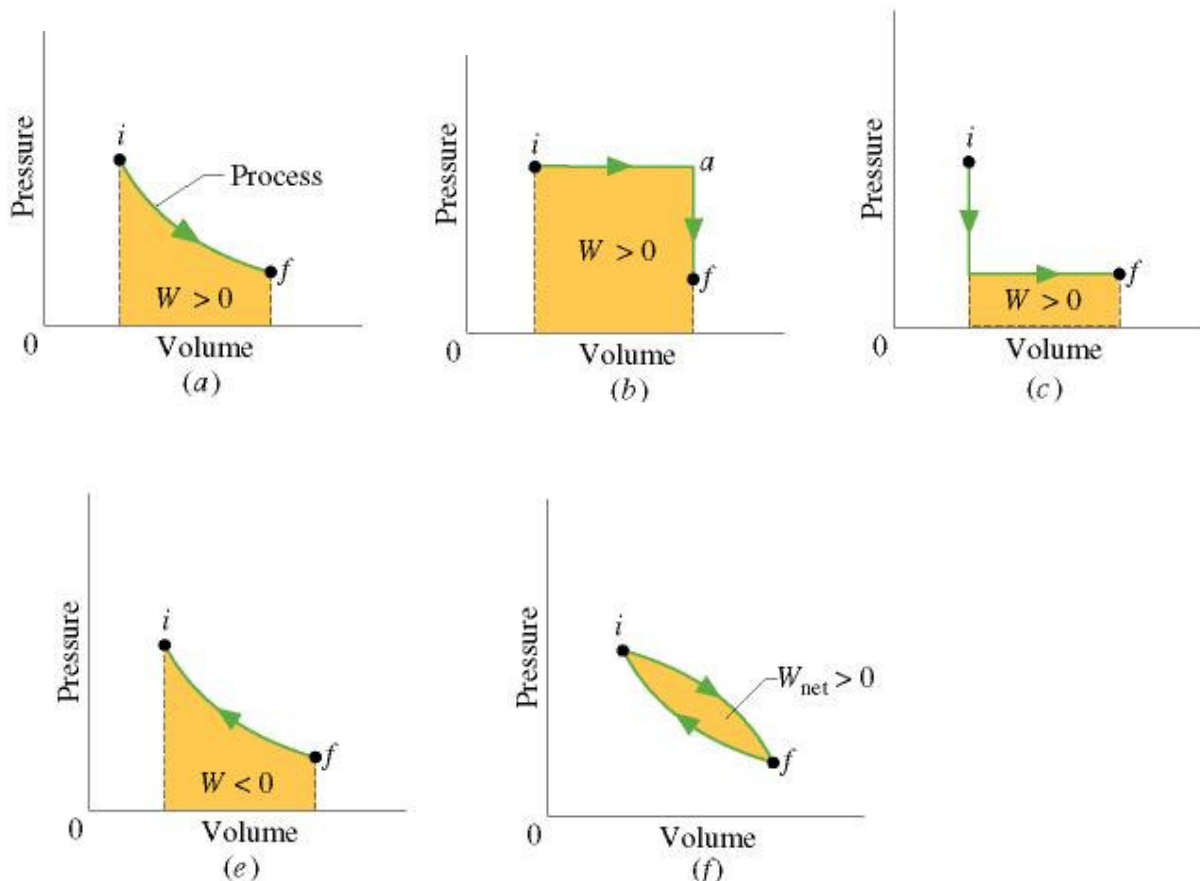 Pressure
i
Process
W > 0
f
0
Volume
(a)
Pressure
i
a
W > 0
f
0
Volume
(b)
Pressure
i
f
W > 0
0
Volume
(c)
Pressure
i
f
W < 0
0
Volume
(e)
Pressure
i
Wnet > 0
f
0
Volume
(f)